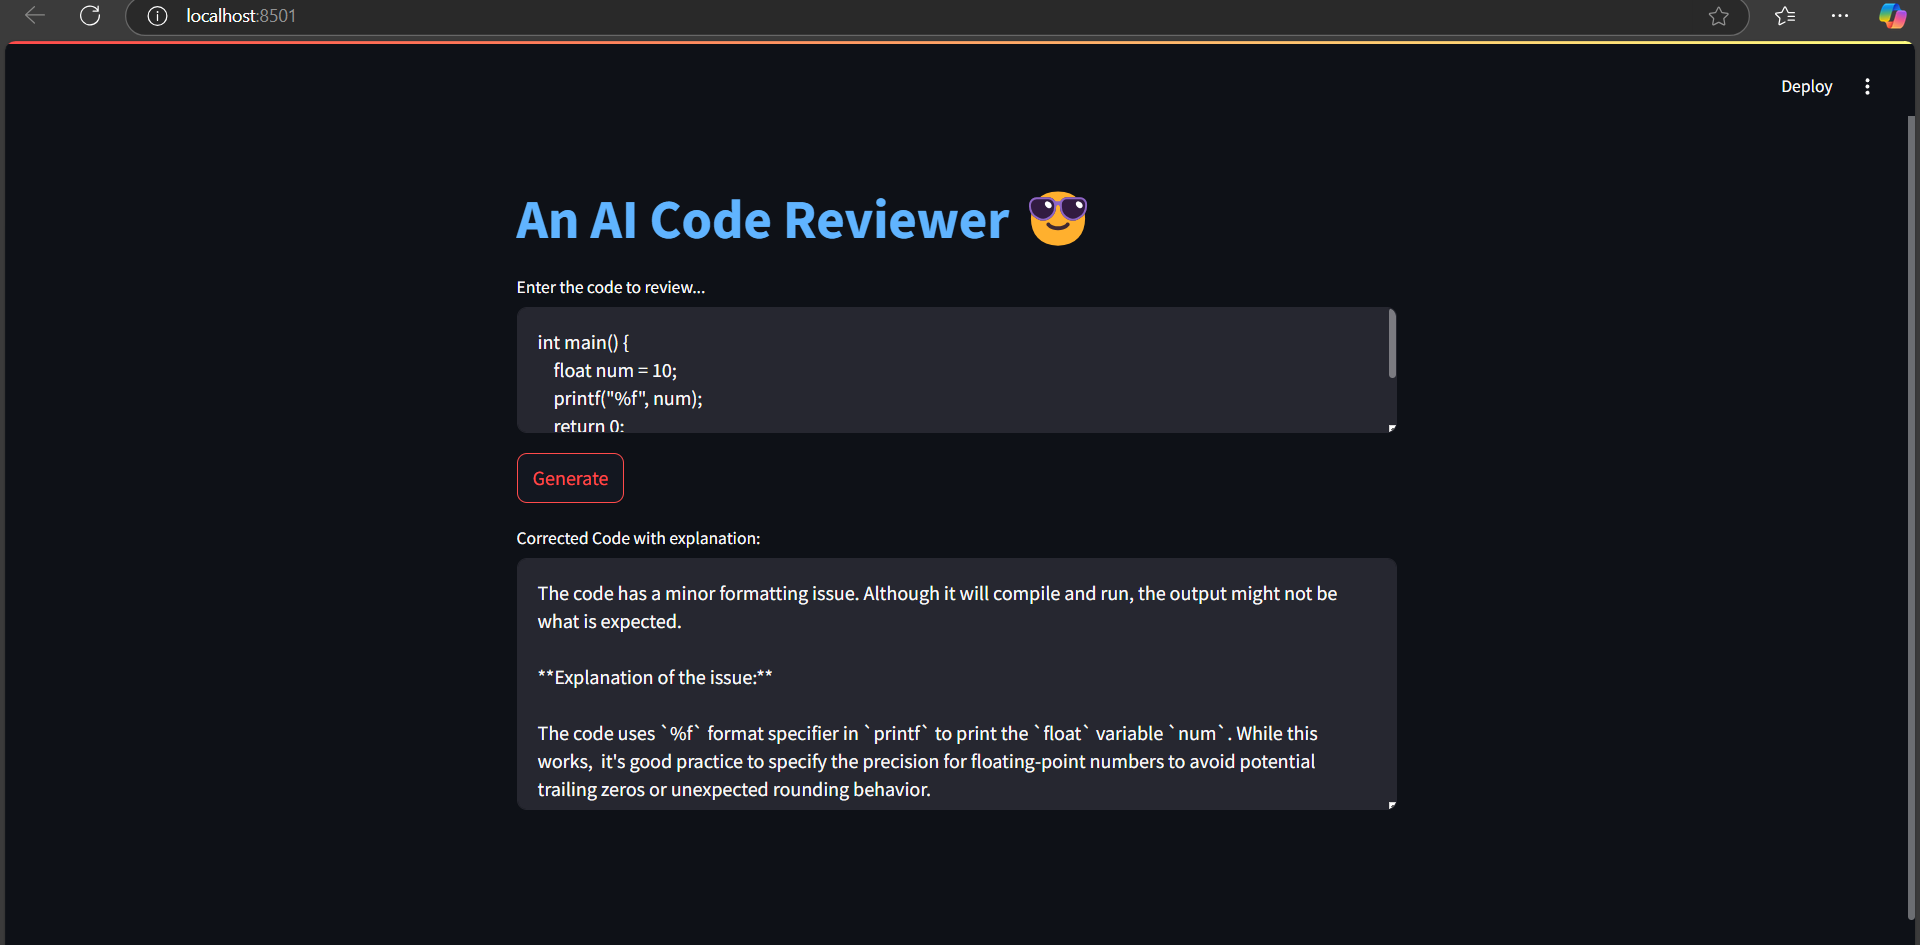 localhost:8501
Deploy
An AI Code Reviewer 😎
Enter the code to review...
int main() {
    float num = 10;
    printf("%f", num);
    return 0;
Generate
Corrected Code with explanation:
The code has a minor formatting issue. Although it will compile and run, the output might not be
what is expected.
**Explanation of the issue:**
The code uses `%f` format specifier in `printf` to print the `float` variable `num`. While this
works,  it's good practice to specify the precision for floating-point numbers to avoid potential
trailing zeros or unexpected rounding behavior.